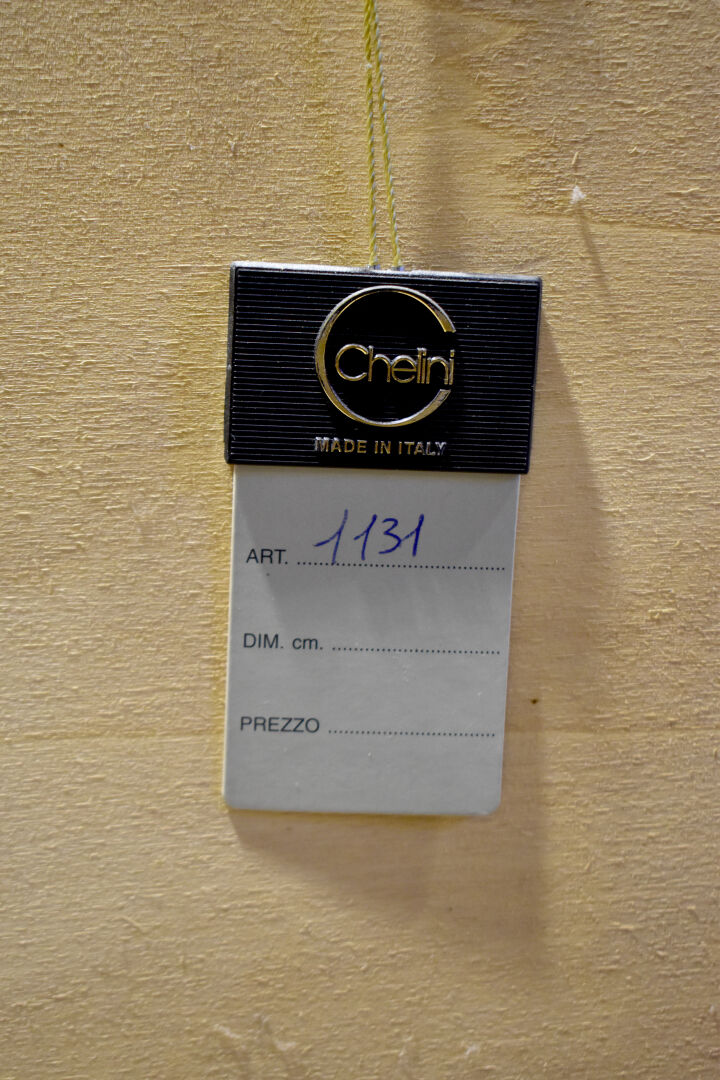 Chelini
MADE IN ITALY
ART. 1131
DIM. cm.
PREZZO